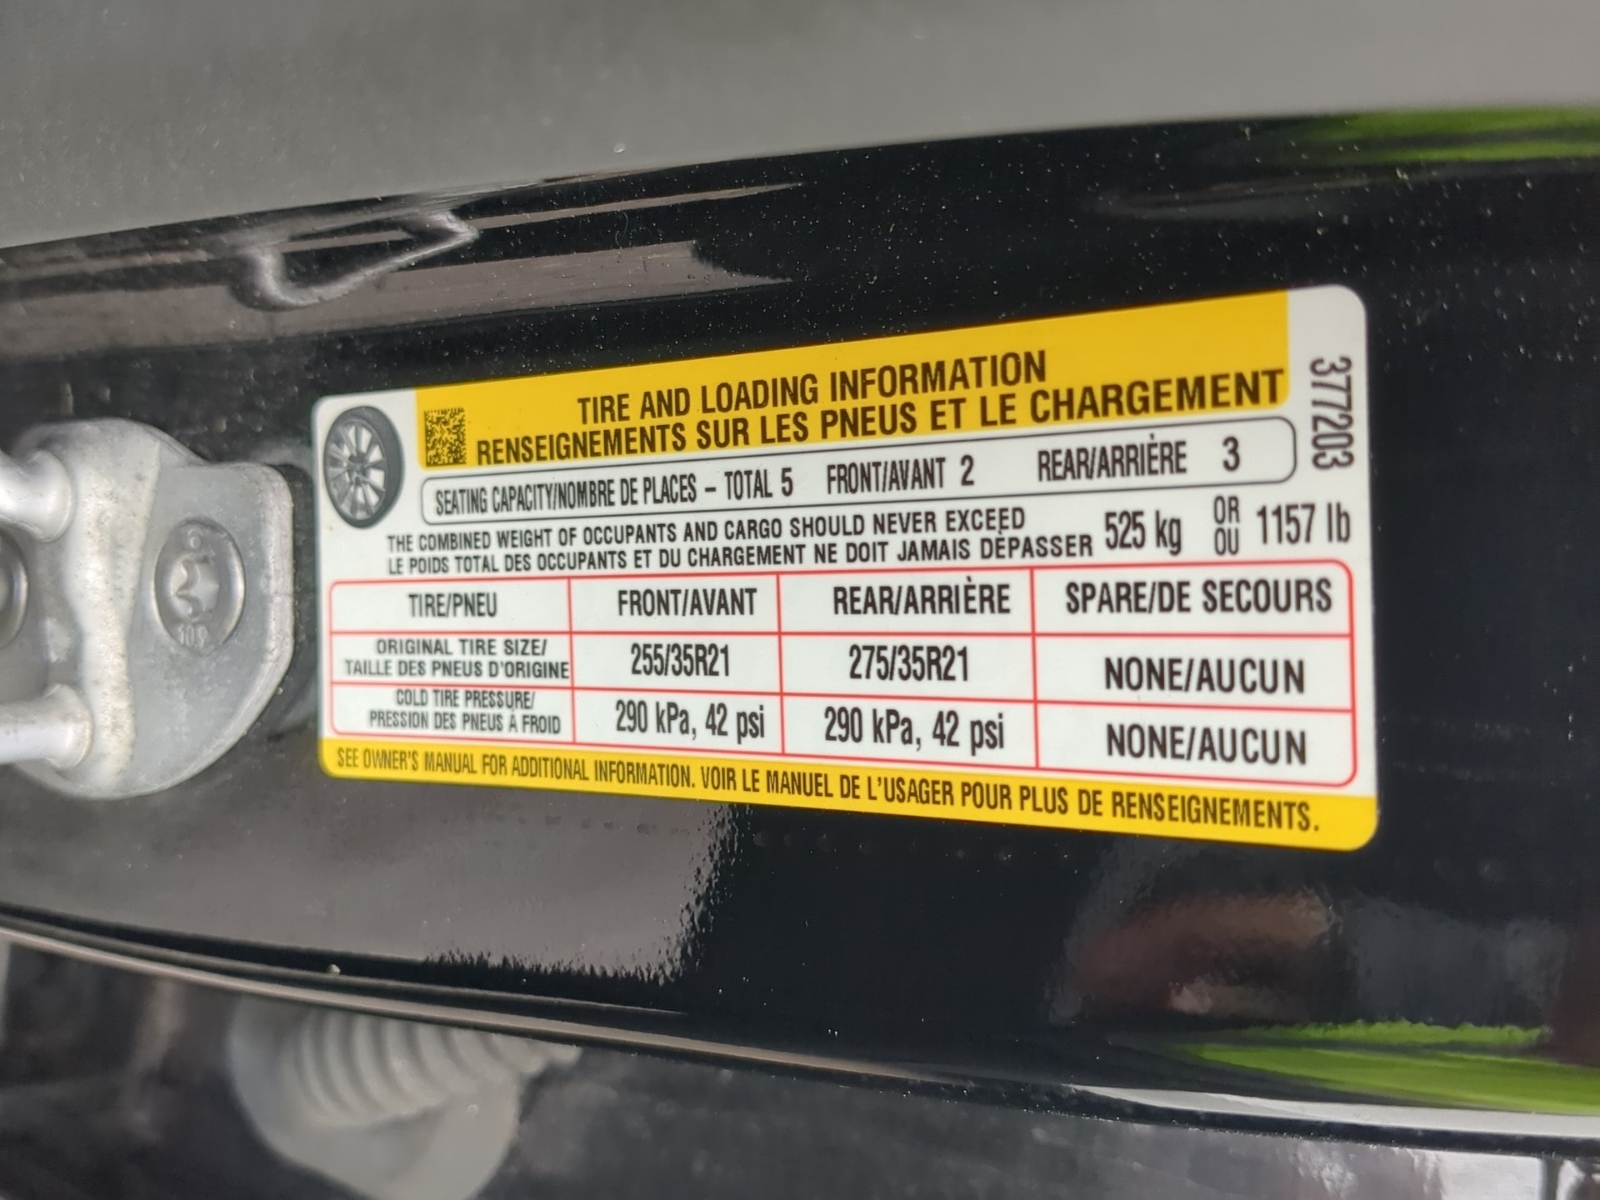 TIRE AND LOADING INFORMATION
RENSEIGNEMENTS SUR LES PNEUS ET LE CHARGEMENT
377203
SEATING CAPACITY/NOMBRE DE PLACES – TOTAL 5 FRONT/AVANT 2 REAR/ARRIÈRE 3
THE COMBINED WEIGHT OF OCCUPANTS AND CARGO SHOULD NEVER EXCEED
LE POIDS TOTAL DES OCCUPANTS ET DU CHARGEMENT NE DOIT JAMAIS DÉPASSER
525 kg OR OU 1157 lb
TIRE/PNEU FRONT/AVANT REAR/ARRIÈRE SPARE/DE SECOURS
ORIGINAL TIRE SIZE/
TAILLE DES PNEUS D'ORIGINE
255/35R21 275/35R21 NONE/AUCUN
COLD TIRE PRESSURE/
PRESSION DES PNEUS À FROID
290 kPa, 42 psi 290 kPa, 42 psi NONE/AUCUN
SEE OWNER'S MANUAL FOR ADDITIONAL INFORMATION. VOIR LE MANUEL DE L'USAGER POUR PLUS DE RENSEIGNEMENTS.